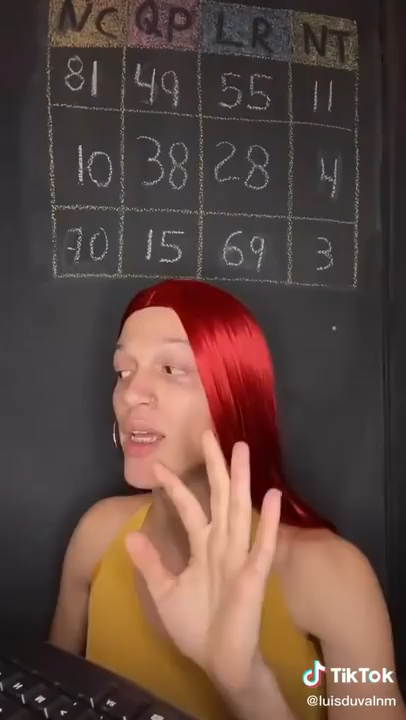 NC QP LR NT
81 49 55 11
10 38 28 4
70 15 69 3
TikTok
@luisduvalnm